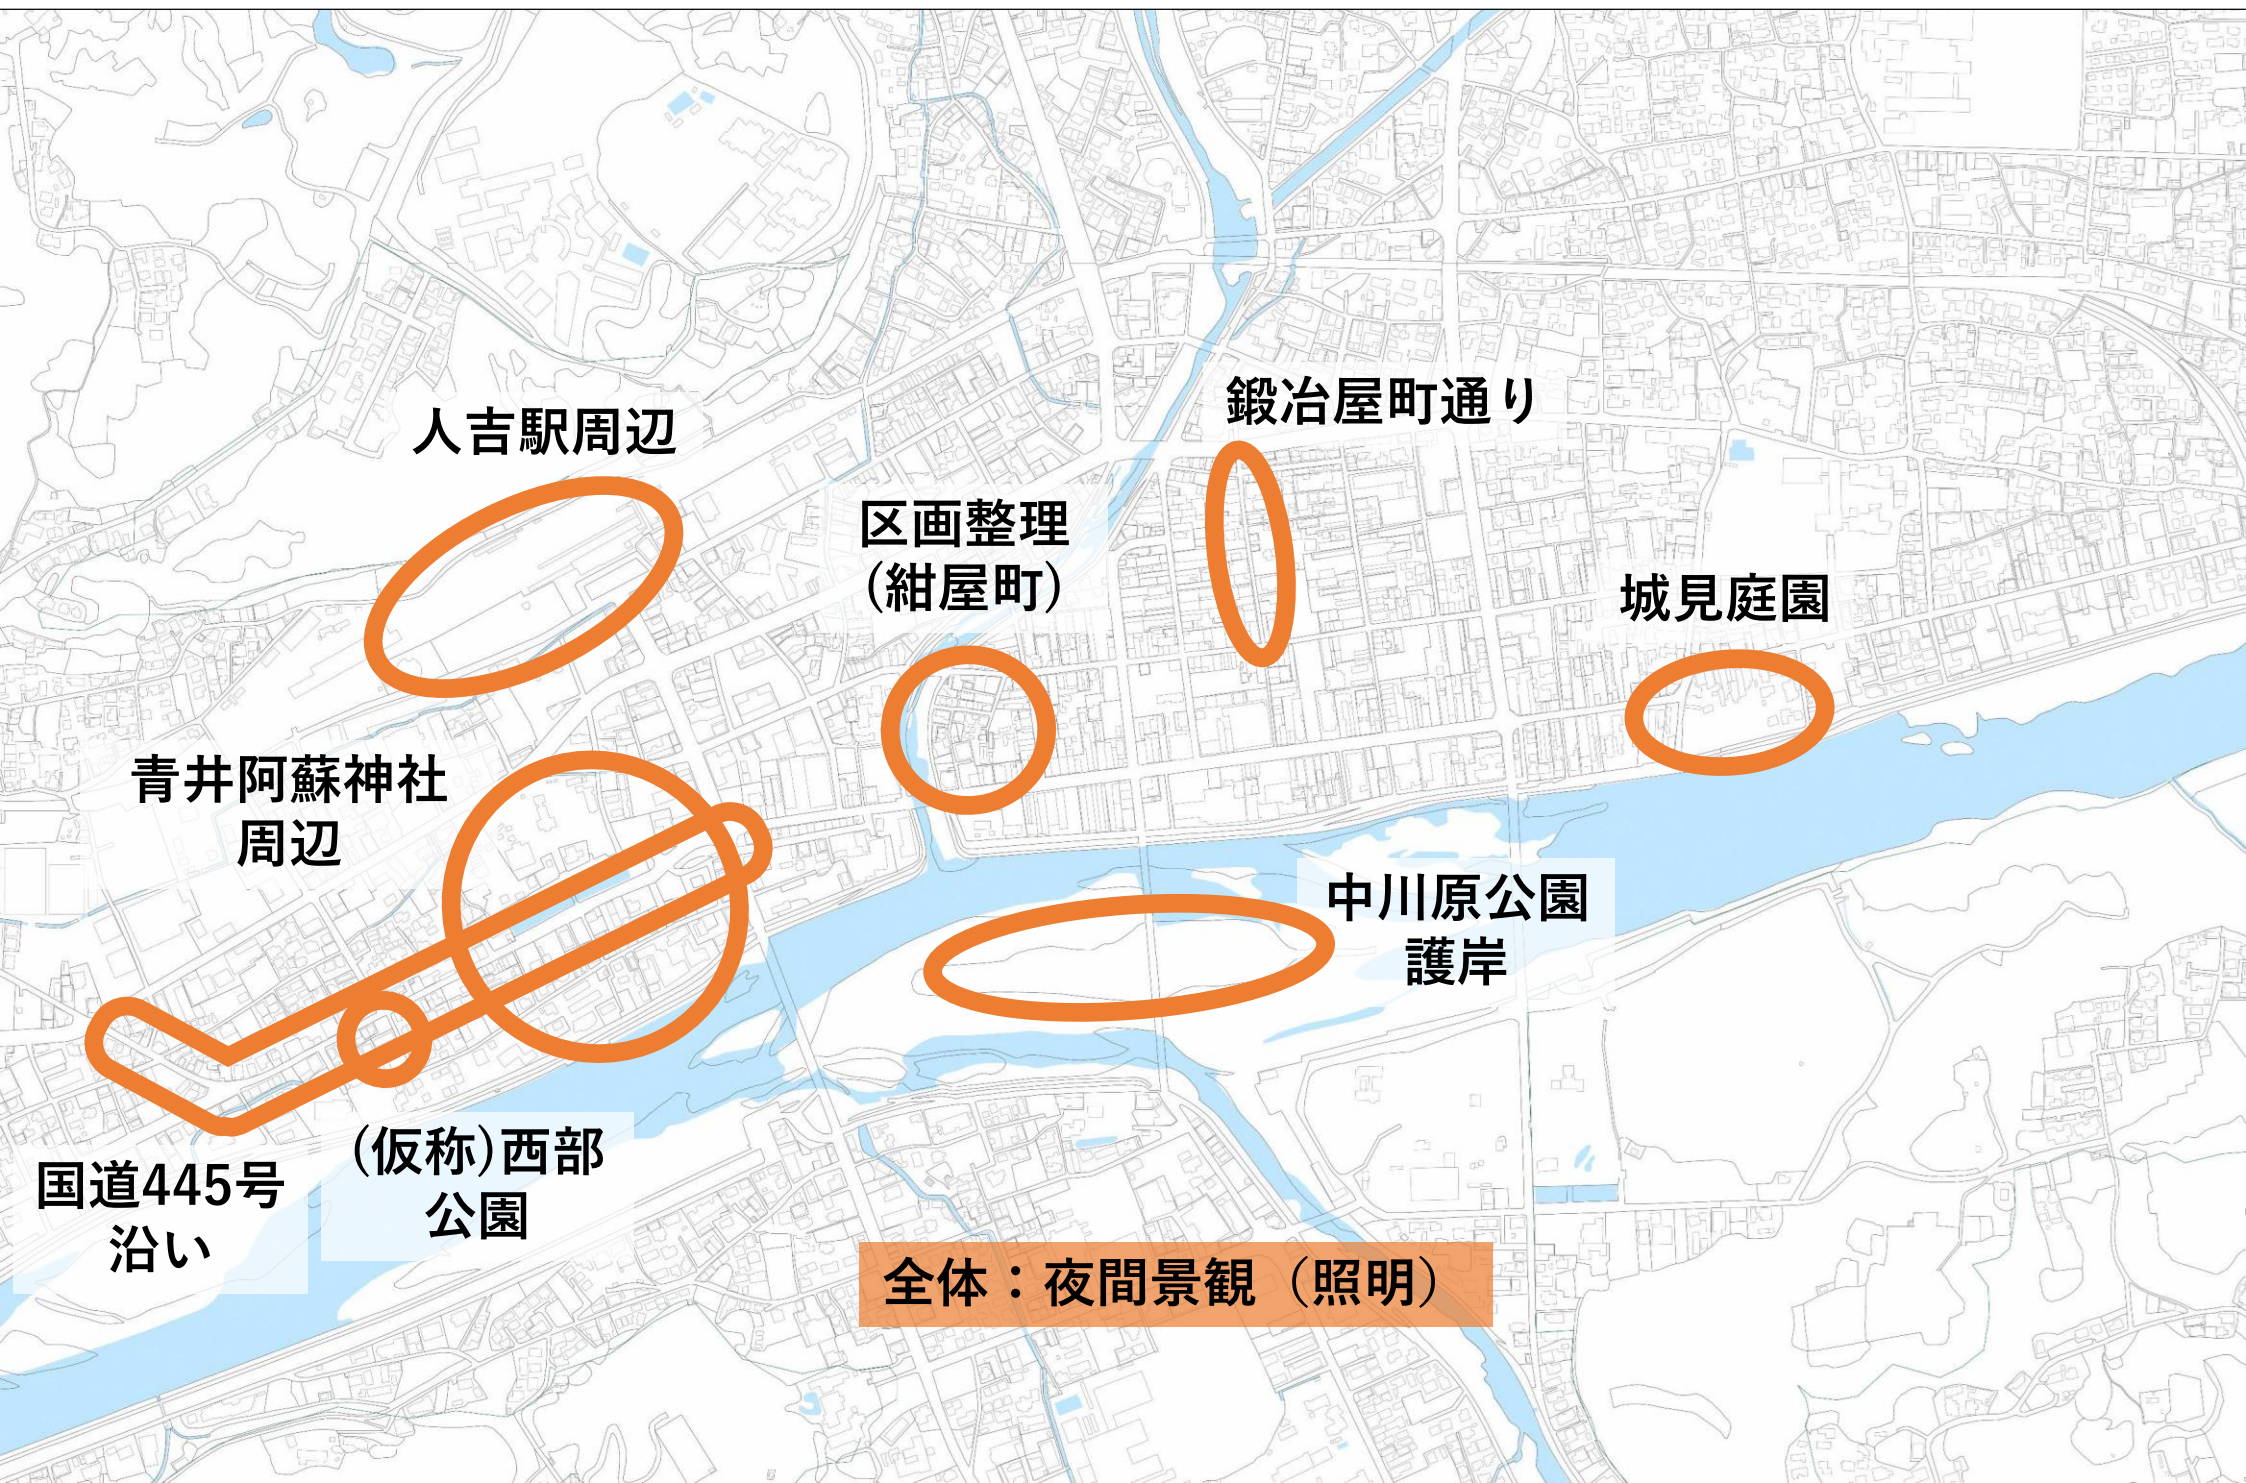 鍛冶屋町通り
人吉駅周辺
区画整理
(紺屋町)
城見庭園
青井阿蘇神社
周辺
中川原公園
護岸
(仮称)西部
公園
国道445号
沿い
全体：夜間景観（照明）